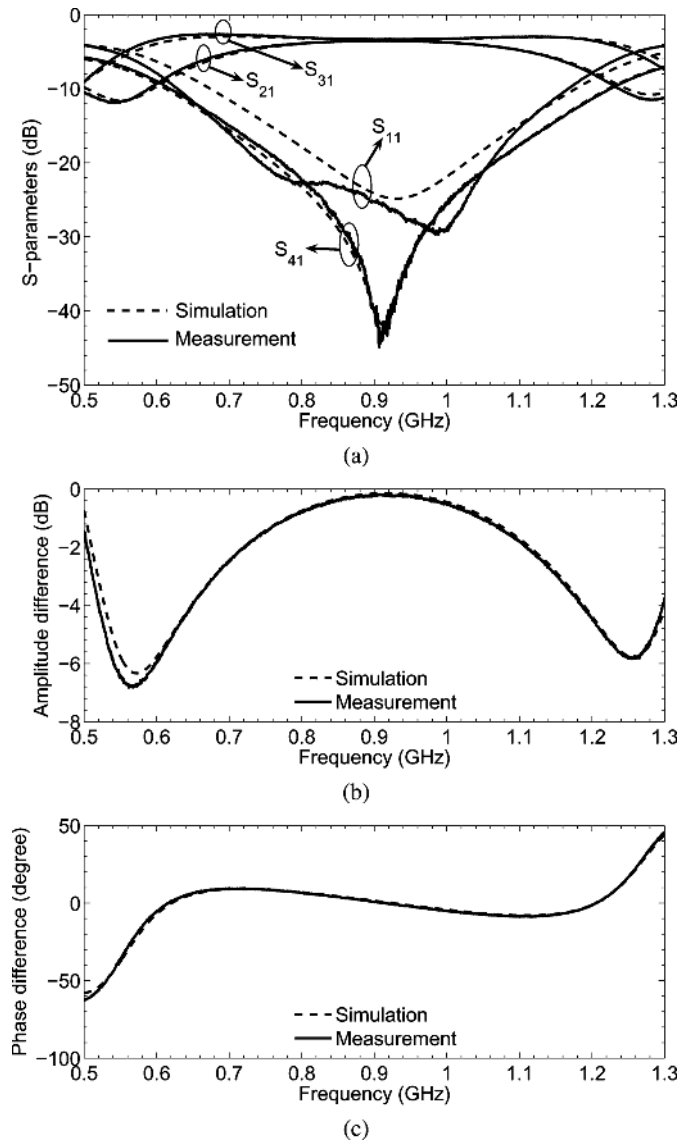 S-parameters (dB)
0
-10
-20
-30
-40
-50
S31
S21
S11
S41
Simulation
Measurement
0.5 0.6 0.7 0.8 0.9 1 1.1 1.2 1.3
Frequency (GHz)
(a)
Amplitude difference (dB)
0
-2
-4
-6
-8
Simulation
Measurement
0.5 0.6 0.7 0.8 0.9 1 1.1 1.2 1.3
Frequency (GHz)
(b)
Phase difference (degree)
50
0
-50
-100
Simulation
Measurement
0.5 0.6 0.7 0.8 0.9 1 1.1 1.2 1.3
Frequency (GHz)
(c)